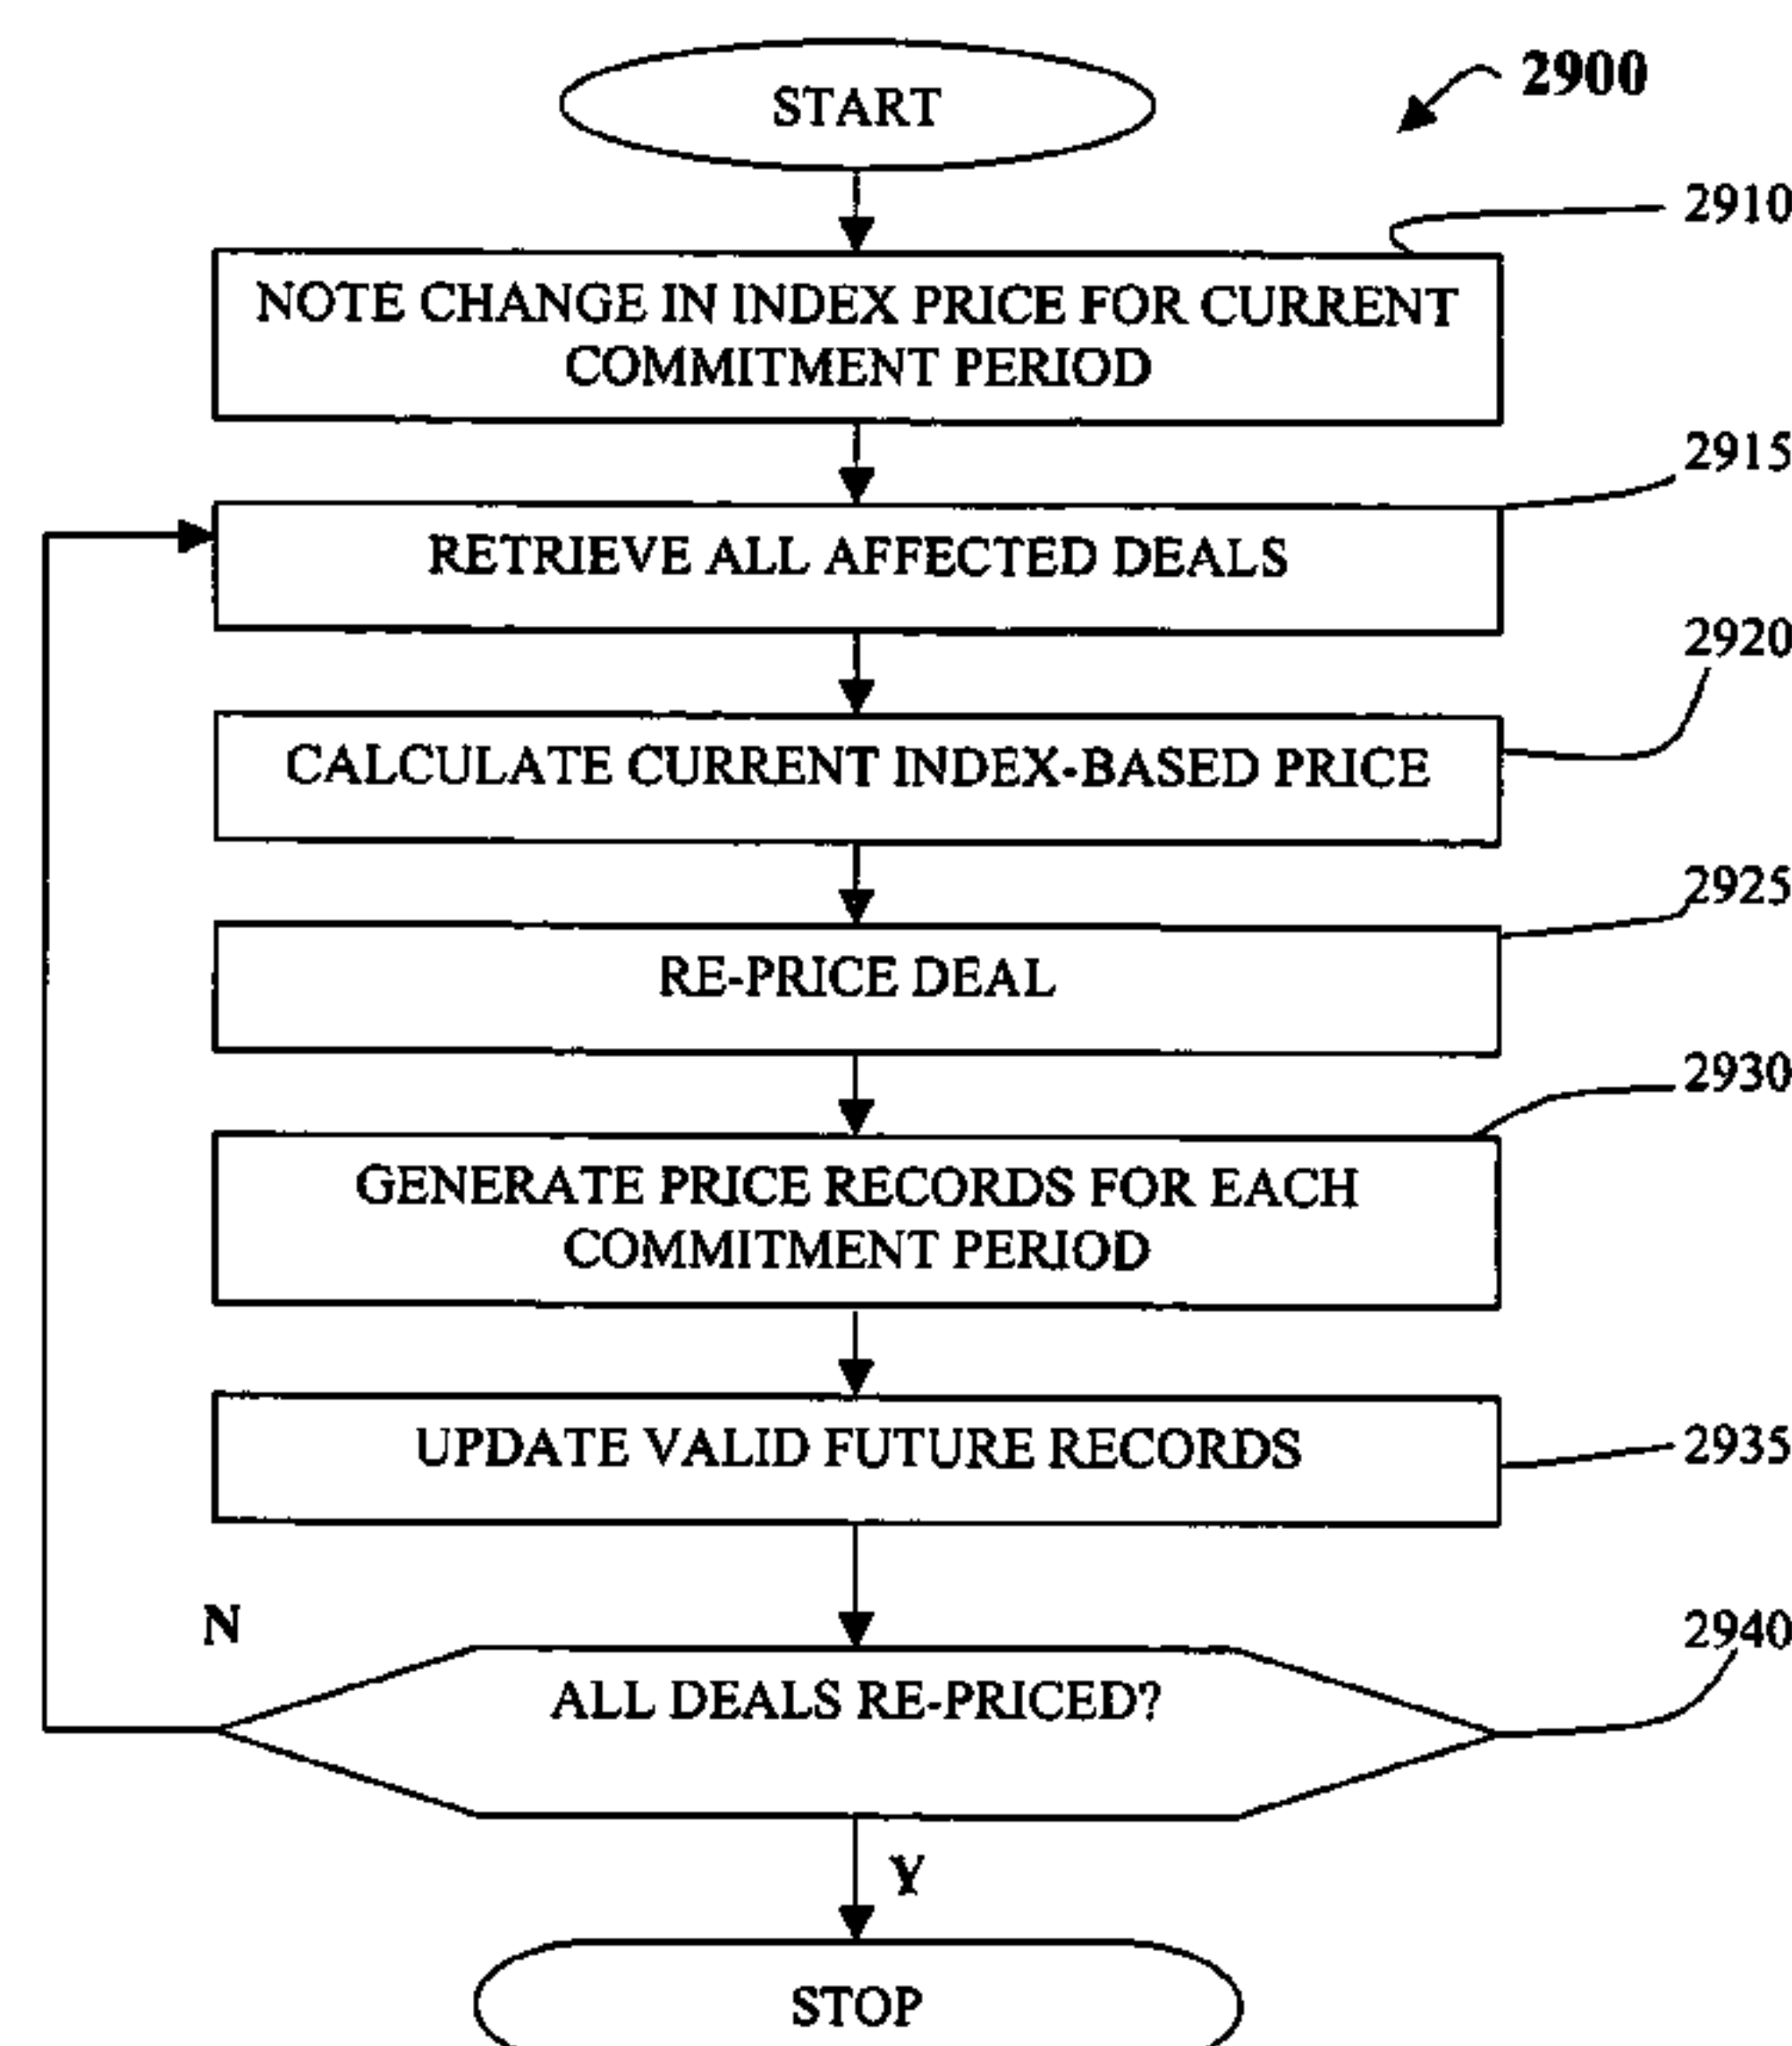 START
2900
2910
NOTE CHANGE IN INDEX PRICE FOR CURRENT
COMMITMENT PERIOD
2915
RETRIEVE ALL AFFECTED DEALS
2920
CALCULATE CURRENT INDEX-BASED PRICE
2925
RE-PRICE DEAL
2930
GENERATE PRICE RECORDS FOR EACH
COMMITMENT PERIOD
UPDATE VALID FUTURE RECORDS
2935
N
2940
ALL DEALS RE-PRICED?
Y
STOP